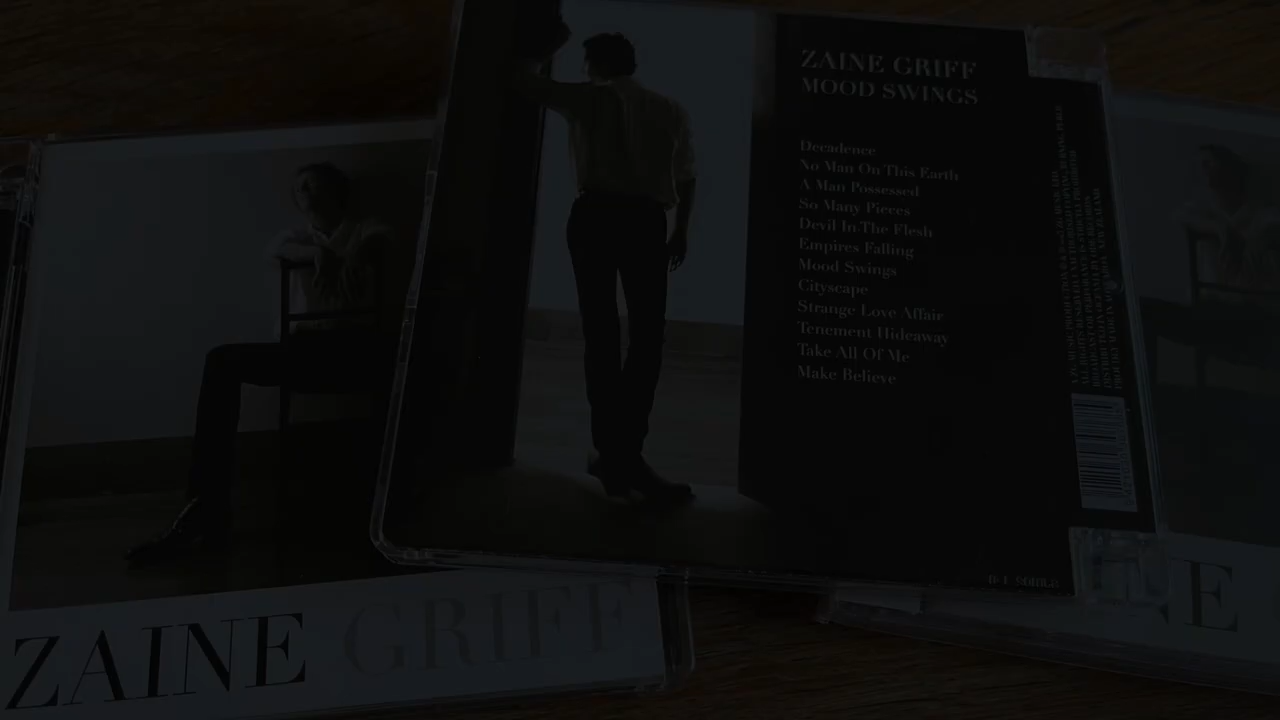 ZAINE GRIFF
MOOD SWINGS
Decadence
No Man On This Earth
A Man Possessed
So Many Pieces
Devil In The Flesh
Empires Falling
Mood Swings
Cityscape
Strange Love Affair
Tenement Hideaway
Take All Of Me
Make Believe
ZAINE GRIFF
E